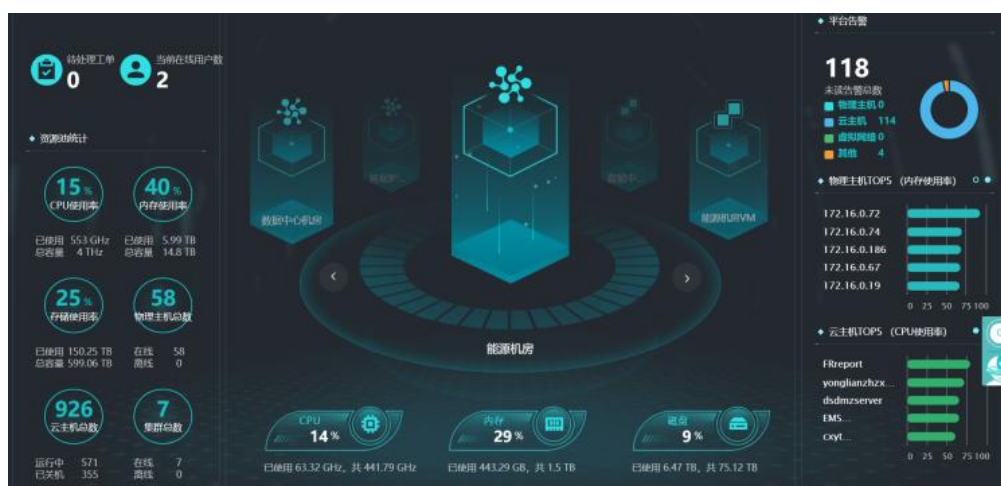 待处理工单
0
当前在线用户数
2
资源池统计
15%
CPU使用率
已使用 553 GHz
总容量 4 THz
40%
内存使用率
已使用 5.99 TB
总容量 14.8 TB
25%
存储使用率
已使用 150.25 TB
总容量 599.06 TB
58
物理主机总数
在线 58
离线 0
926
云主机总数
运行中 571
已关机 355
7
集群总数
在线 7
离线 0
数据中心机房
能源机房VM
能源机房
CPU
14%
已使用 63.32 GHz, 共 441.79 GHz
内存
29%
已使用 443.29 GB, 共 1.5 TB
磁盘
9%
已使用 6.47 TB, 共 75.12 TB
平台告警
118
未读告警总数
物理主机 0
云主机 114
虚拟网络 0
其他 4
物理主机TOP5 (内存使用率)
172.16.0.72
172.16.0.74
172.16.0.186
172.16.0.67
172.16.0.19
0 25 50 75 100
云主机TOP5 (CPU使用率)
FRreport
yonglianzhzx...
dsdmzserver
EMS...
cxyt...
0 25 50 75 100